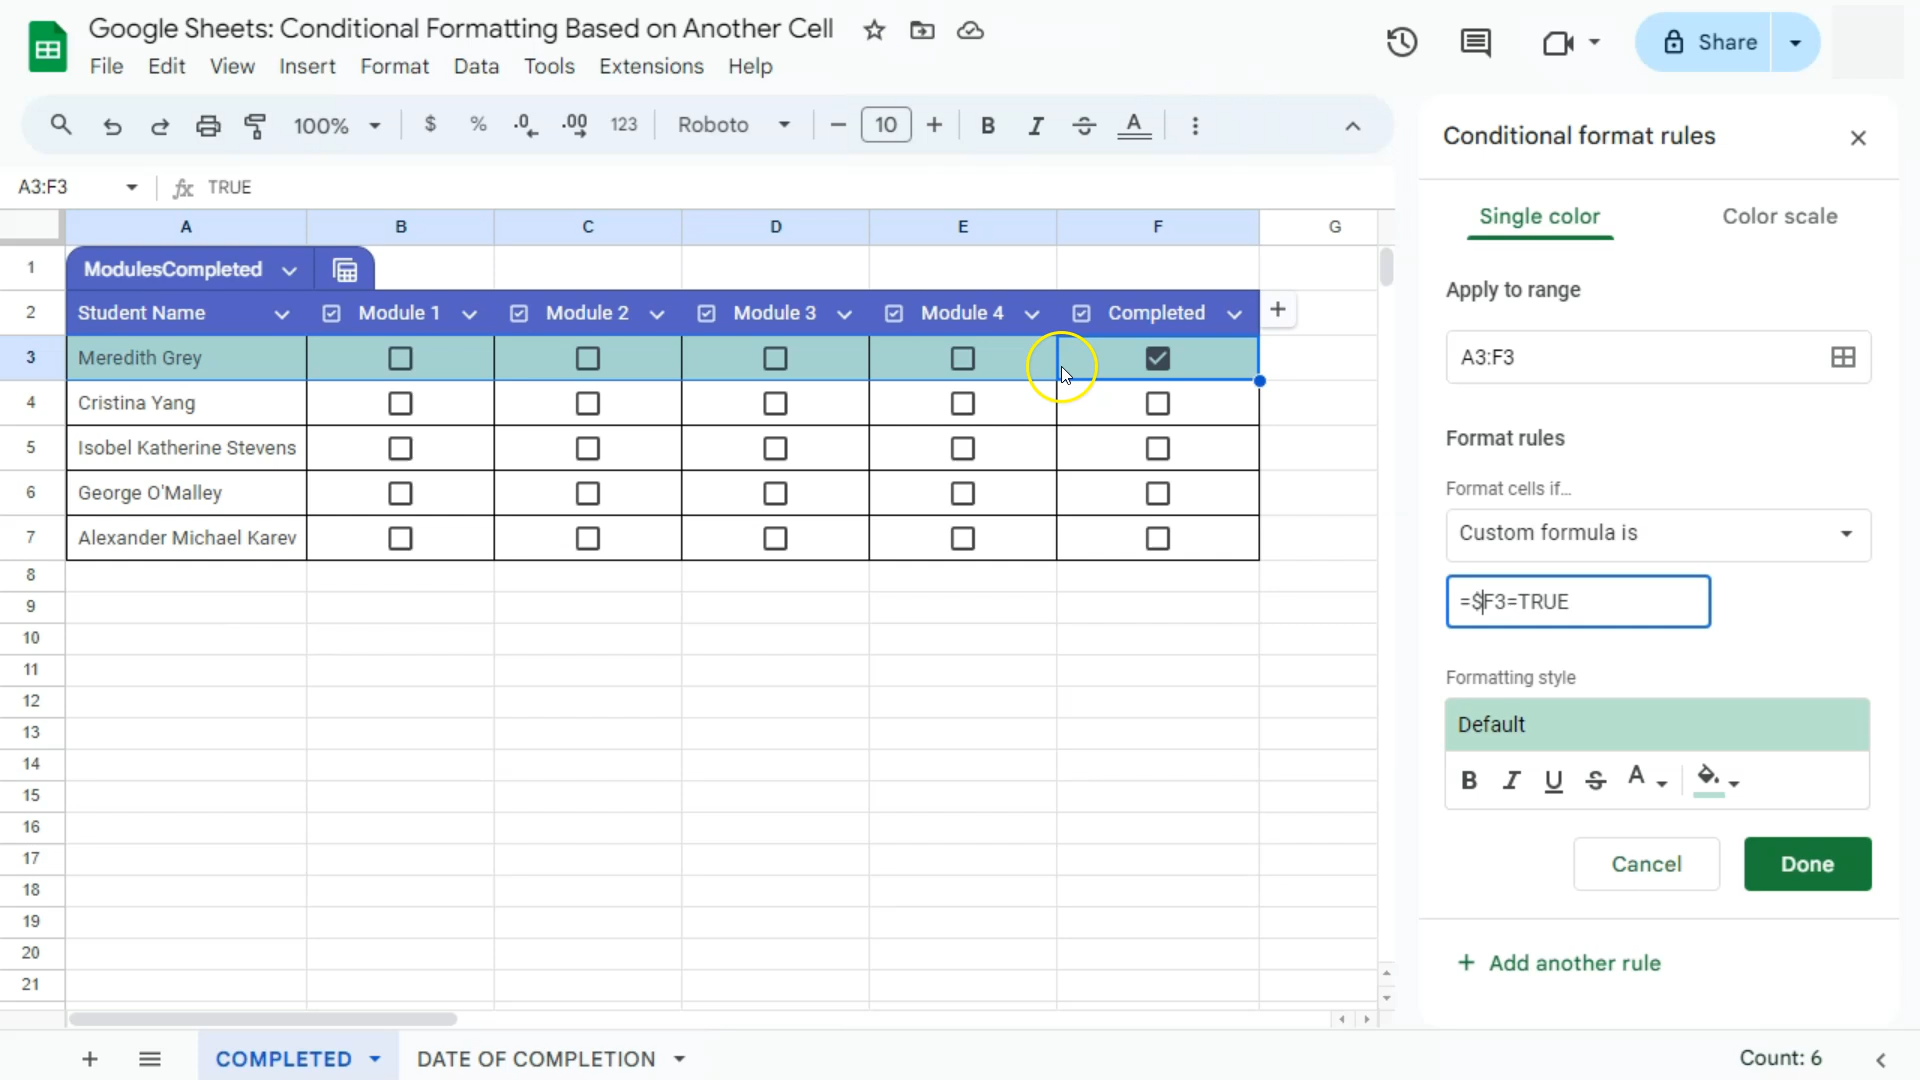 Google Sheets: Conditional Formatting Based on Another Cell
File Edit View Insert Format Data Tools Extensions Help
Share
100% $ % .0 .00 123 Roboto 10 B I S A
A3:F3 fx TRUE
A B C D E F G
1 ModulesCompleted
2 Student Name Module 1 Module 2 Module 3 Module 4 Completed
3 Meredith Grey
4 Cristina Yang
5 Isobel Katherine Stevens
6 George O'Malley
7 Alexander Michael Karev
8
9
10
11
12
13
14
15
16
17
18
19
20
21
COMPLETED DATE OF COMPLETION Count: 6
Conditional format rules
Single color Color scale
Apply to range
A3:F3
Format rules
Format cells if...
Custom formula is
=$F3=TRUE
Formatting style
Default
B I U S A
Cancel Done
+ Add another rule